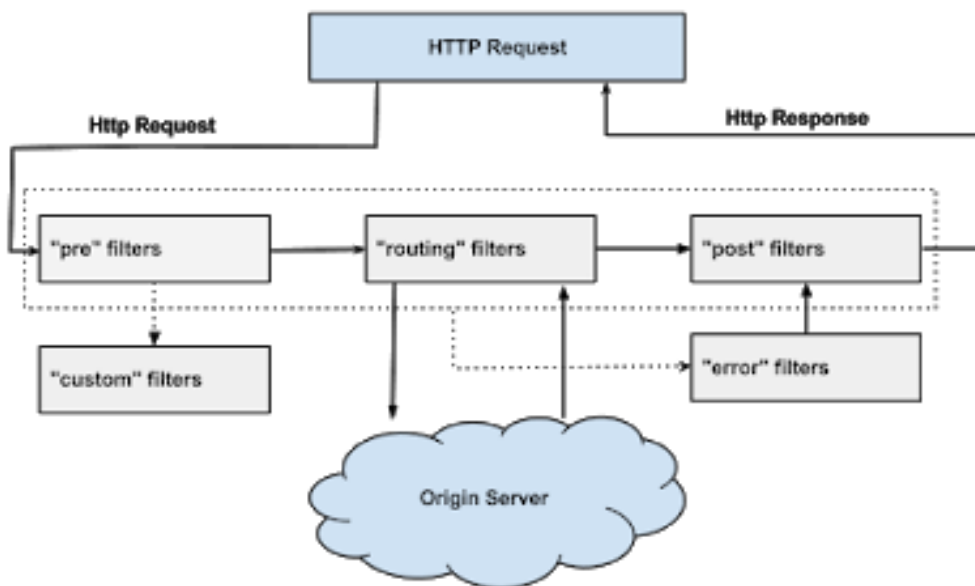 HTTP Request
Http Request
Http Response
"pre" filters
"routing" filters
"post" filters
"custom" filters
"error" filters
Origin Server